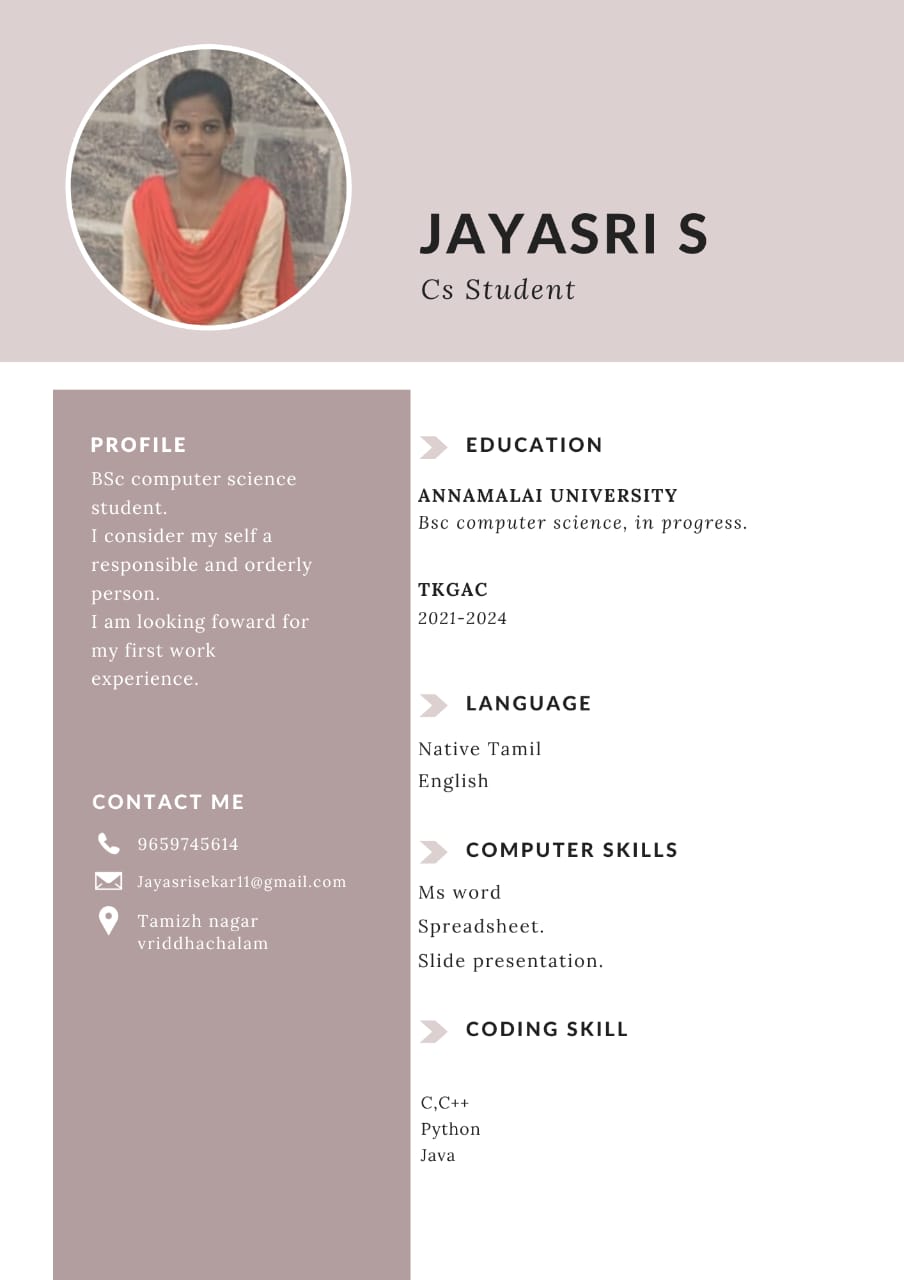 JAYASRI S
Cs Student
PROFILE
BSc computer science
student.
I consider my self a
responsible and orderly
person.
I am looking foward for
my first work
experience.
CONTACT ME
9659745614
Jayasrisekar11@gmail.com
Tamizh nagar
vriddhachalam
EDUCATION
ANNAMALAI UNIVERSITY
Bsc computer science, in progress.
TKGAC
2021-2024
LANGUAGE
Native Tamil
English
COMPUTER SKILLS
Ms word
Spreadsheet.
Slide presentation.
CODING SKILL
C,C++
Python
Java